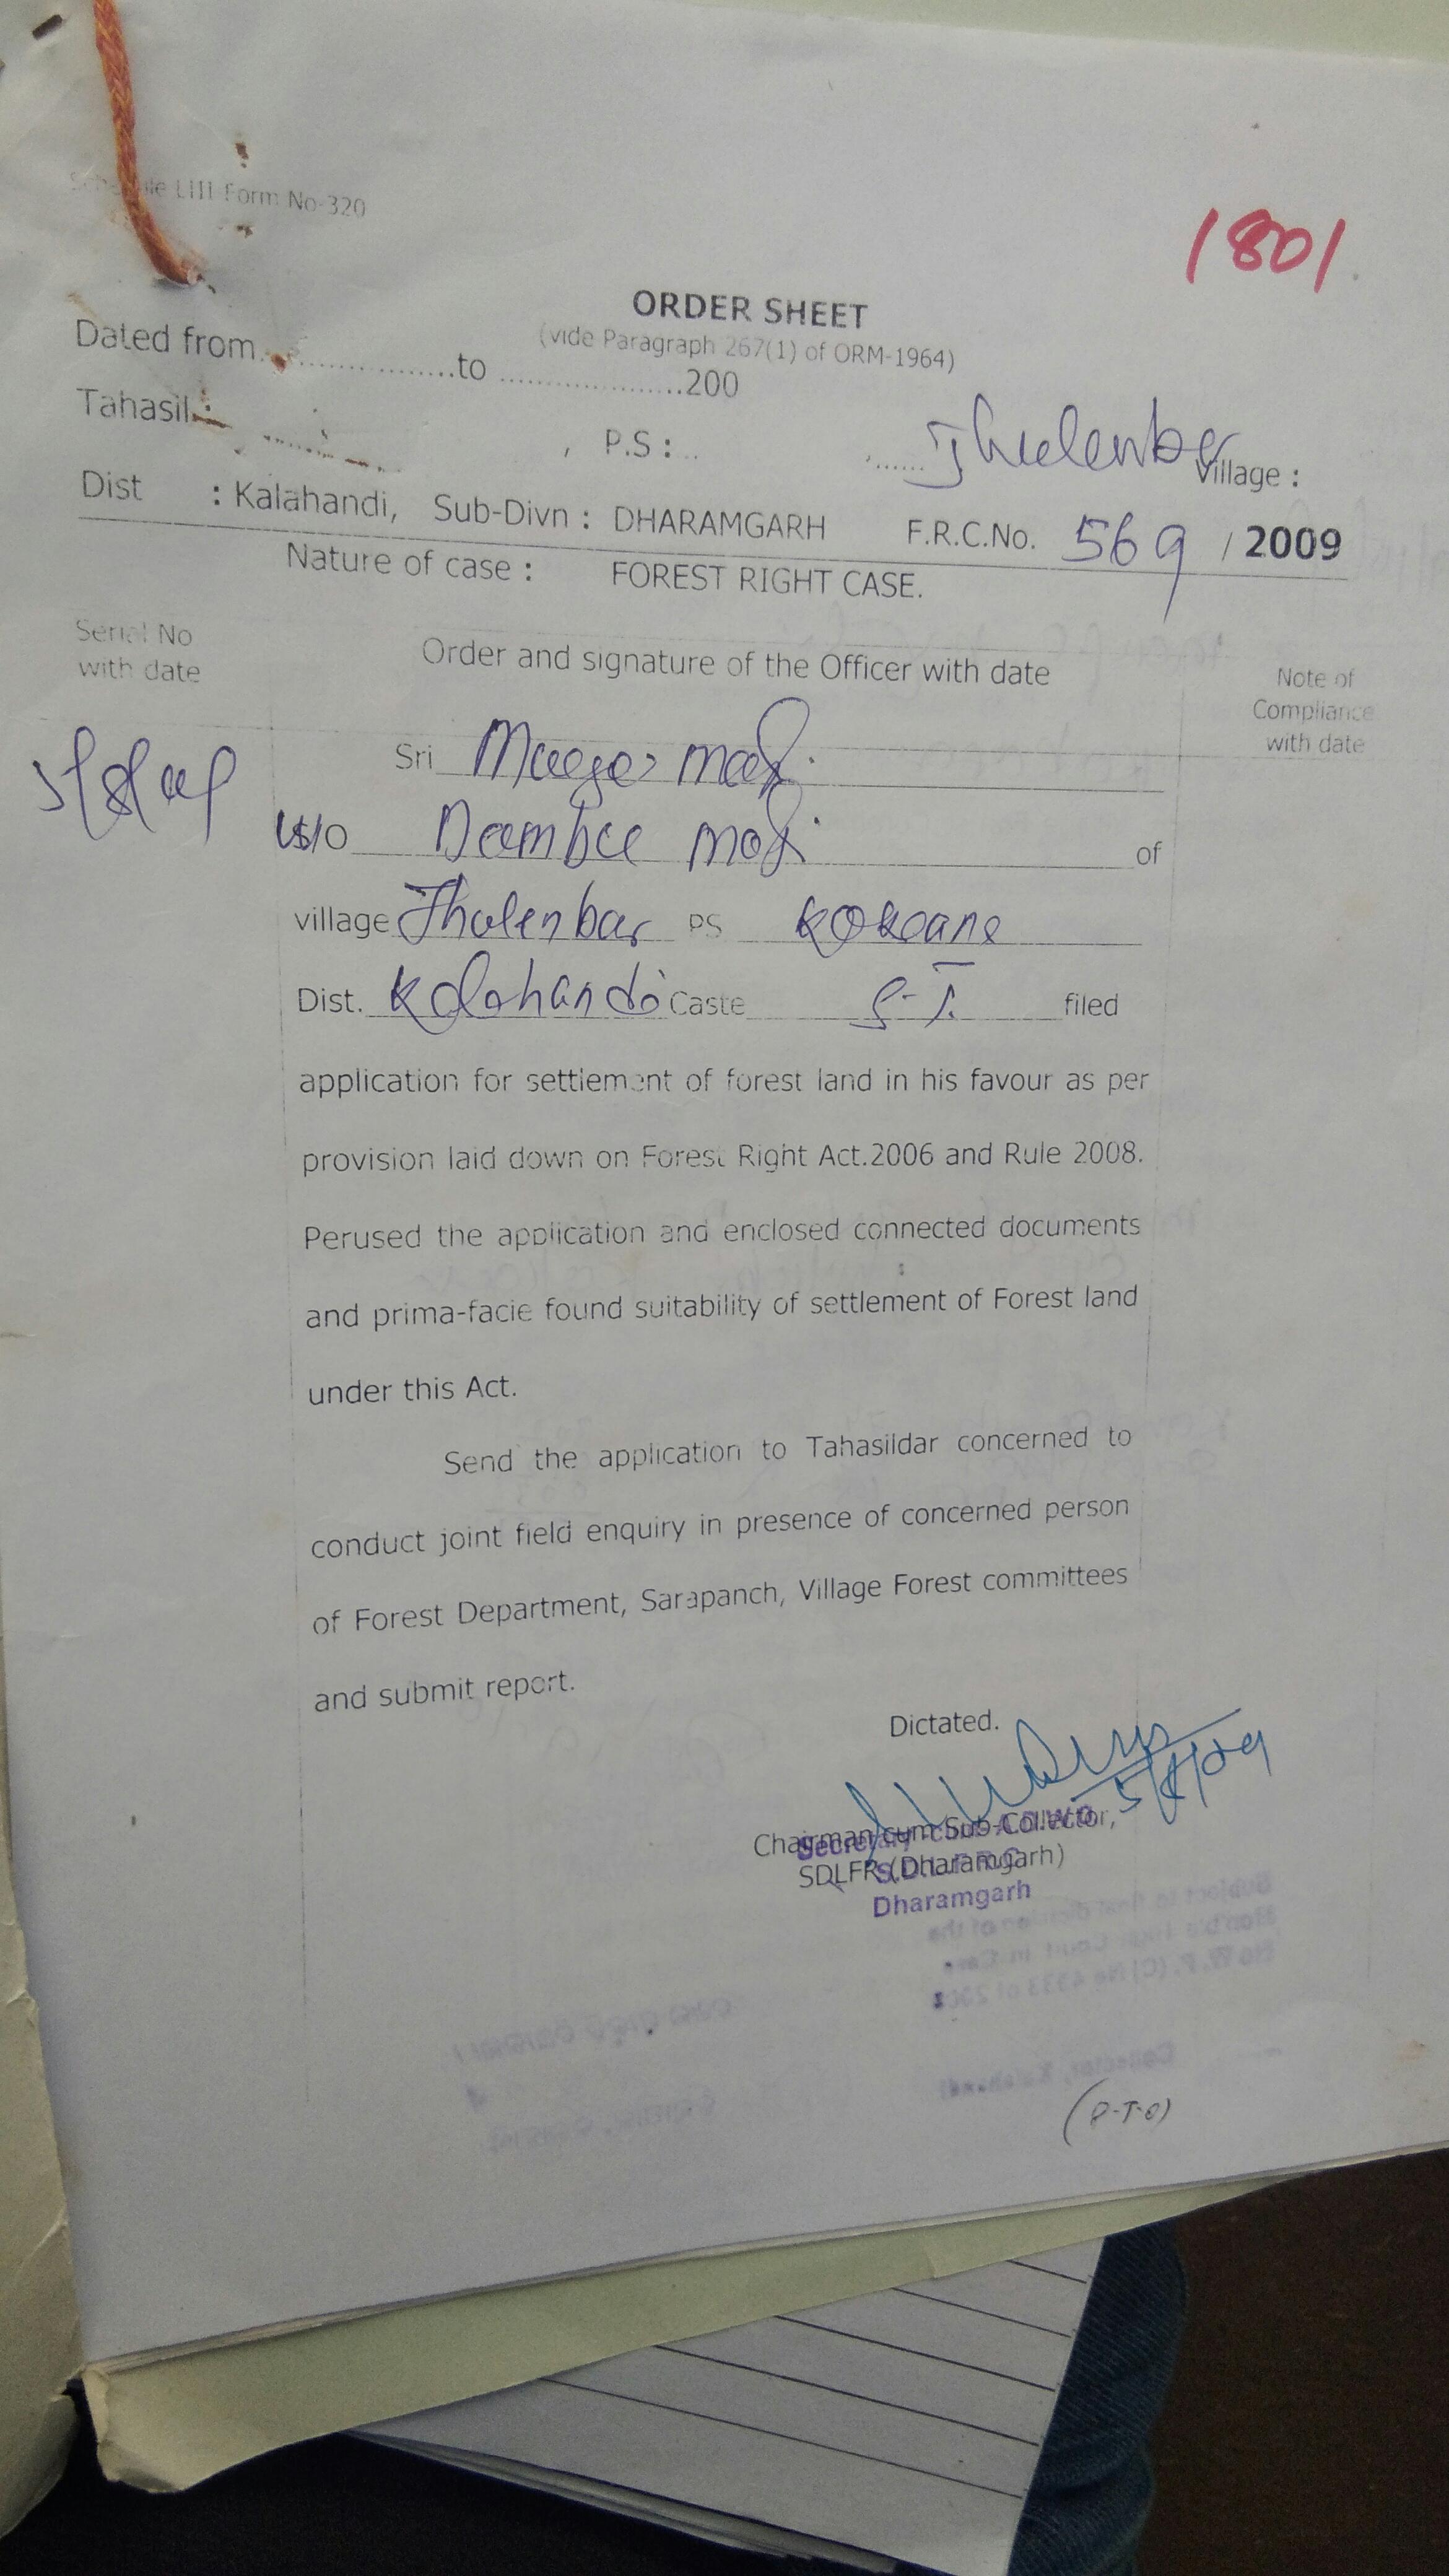 Schedule LIII Form No-320
1801
ORDER SHEET
(vide Paragraph 267(1) of ORM-1964)
Dated from..................to ....................200
Tahasil : , P.S : .. Village :
Dist : Kalahandi, Sub-Divn : DHARAMGARH F.R.C.No. 569 / 2009
Nature of case : FOREST RIGHT CASE.
Serial No with date
Order and signature of the Officer with date
Note of Compliance with date
Sri
S/O of
village Jholenbar PS
Dist. Kalahandi Caste S.T. filed
application for settlement of forest land in his favour as per
provision laid down on Forest Right Act.2006 and Rule 2008.
Perused the application and enclosed connected documents
and prima-facie found suitability of settlement of Forest land
under this Act.
Send the application to Tahasildar concerned to
conduct joint field enquiry in presence of concerned person
of Forest Department, Sarapanch, Village Forest committees
and submit report.
Dictated.
5/8/09
Chairman cum Sub-Collector,
SDLFR (Dharamgarh)
Dharamgarh
(P.T.O)